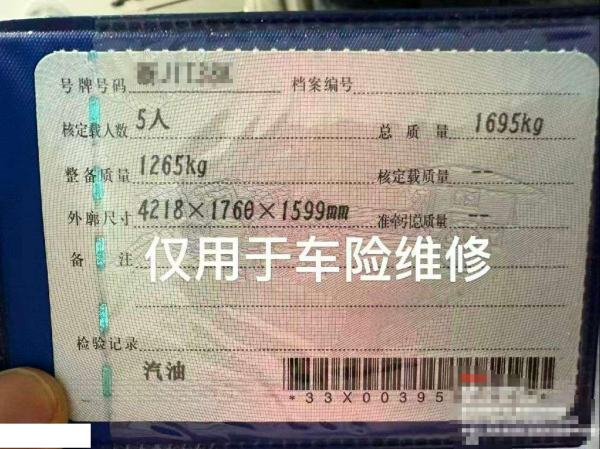 号牌号码 档案编号
核定载人数 5人 总质量 1695kg
整备质量 1265kg 核定载质量 --
外廓尺寸 4218×1760×1599mm 准牵引总质量 --
备注
仅用于车险维修
检验记录
汽油
*33X00395